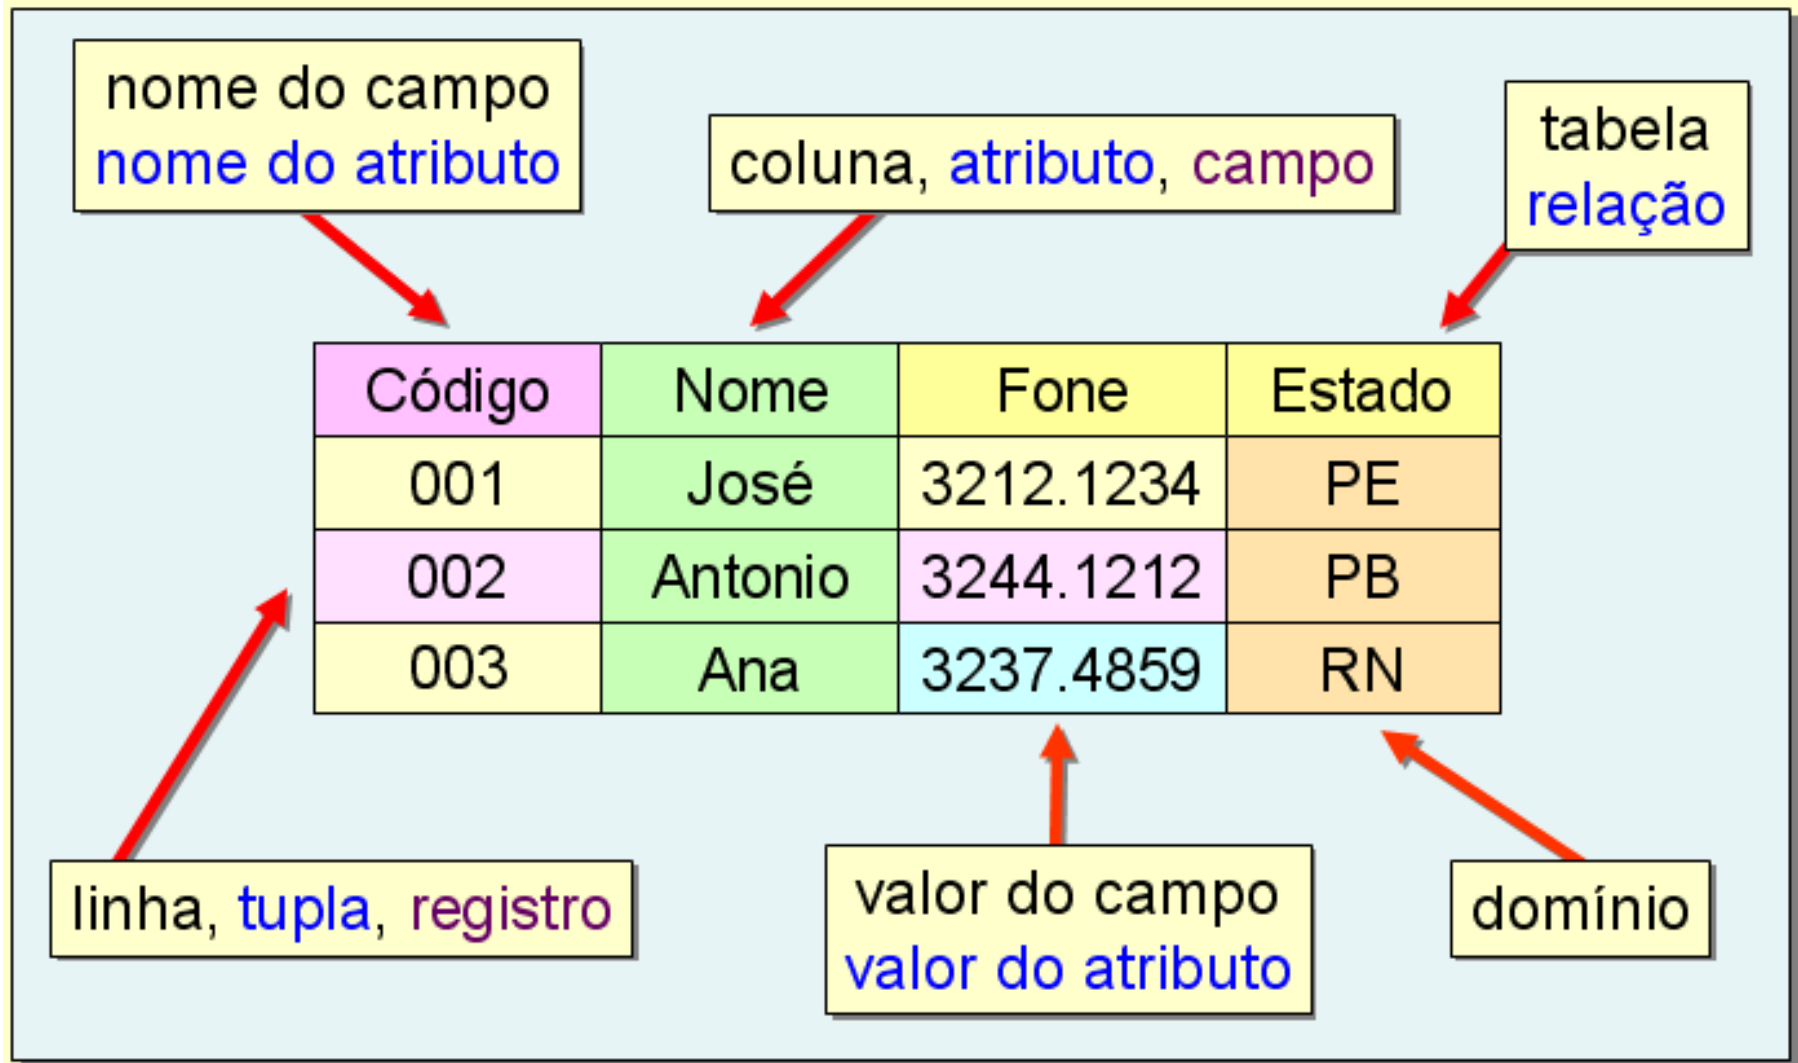 nome do campo
nome do atributo
coluna, atributo, campo
tabela
relação
Código Nome Fone Estado
001 José 3212.1234 PE
002 Antonio 3244.1212 PB
003 Ana 3237.4859 RN
linha, tupla, registro
valor do campo
valor do atributo
domínio